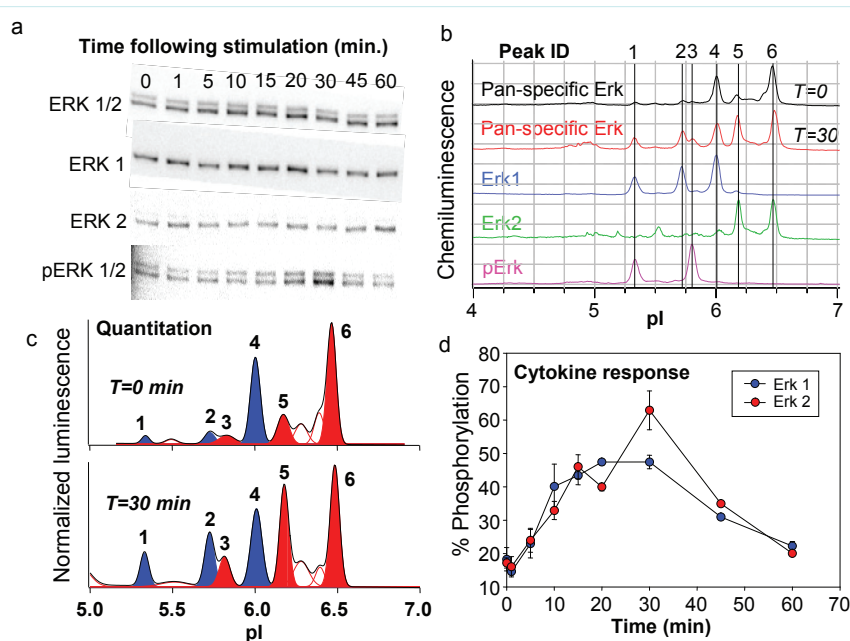 a
Time following stimulation (min.)
0 1 5 10 15 20 30 45 60
ERK 1/2
ERK 1
ERK 2
pERK 1/2
b
Peak ID 1 2 3 4 5 6
Pan-specific Erk T=0
Pan-specific Erk T=30
Erk1
Erk2
pErk
Chemiluminescence
4 5 6 7
pI
c
Quantitation
T=0 min
1 2 3 4 5 6
T=30 min
1 2 3 4 5 6
Normalized luminescence
5.0 5.5 6.0 6.5 7.0
pI
d
Cytokine response
Erk 1
Erk 2
% Phosphorylation
80
70
60
50
40
30
20
10
0 10 20 30 40 50 60 70
Time (min)